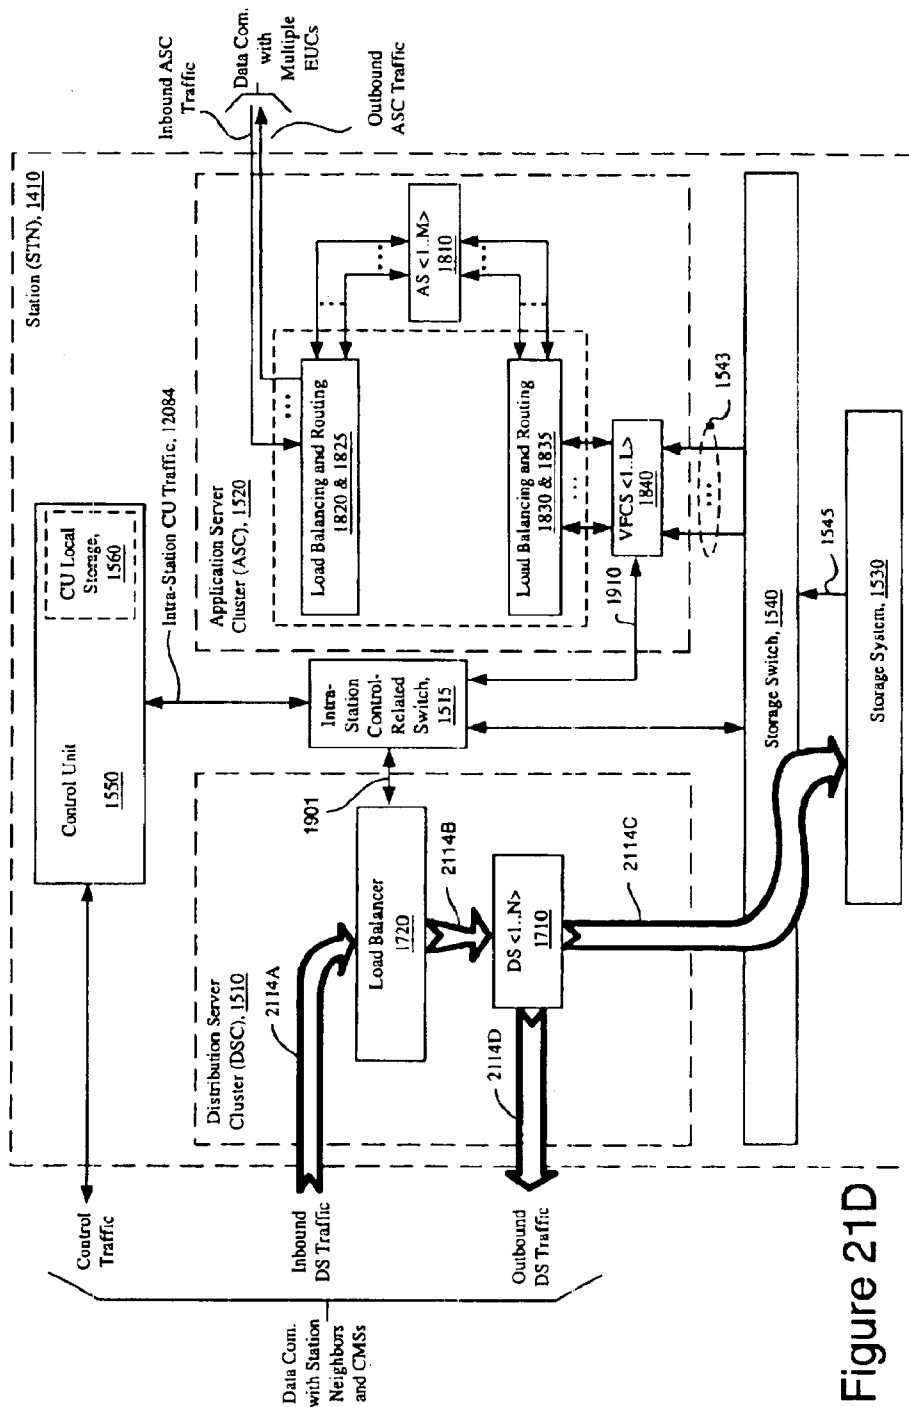 Station (STN), 1410
Control Unit
1550
CU Local
Storage,
1560
Control
Traffic
Intra-Station CU Traffic, 12084
Inbound ASC
Traffic
Data Com.
with
Multiple
EUCs
Outbound
ASC Traffic
Data Com.
with Station
Neighbors
and CMSs
Inbound
DS Traffic
Outbound
DS Traffic
Distribution Server
Cluster (DSC), 1510
2114A
Load Balancer
1720
2114B
DS <1..N>
1710
2114D
2114C
1901
Intra-
Station
Control-
Related
Switch,
1515
1910
Application Server
Cluster (ASC), 1520
Load Balancing and Routing
1820 & 1825
...
AS <1..M>
1810
...
...
Load Balancing and Routing
1830 & 1835
...
VFCS <1..L>
1840
...
1543
Storage Switch, 1540
1545
Storage System, 1530
Figure 21D